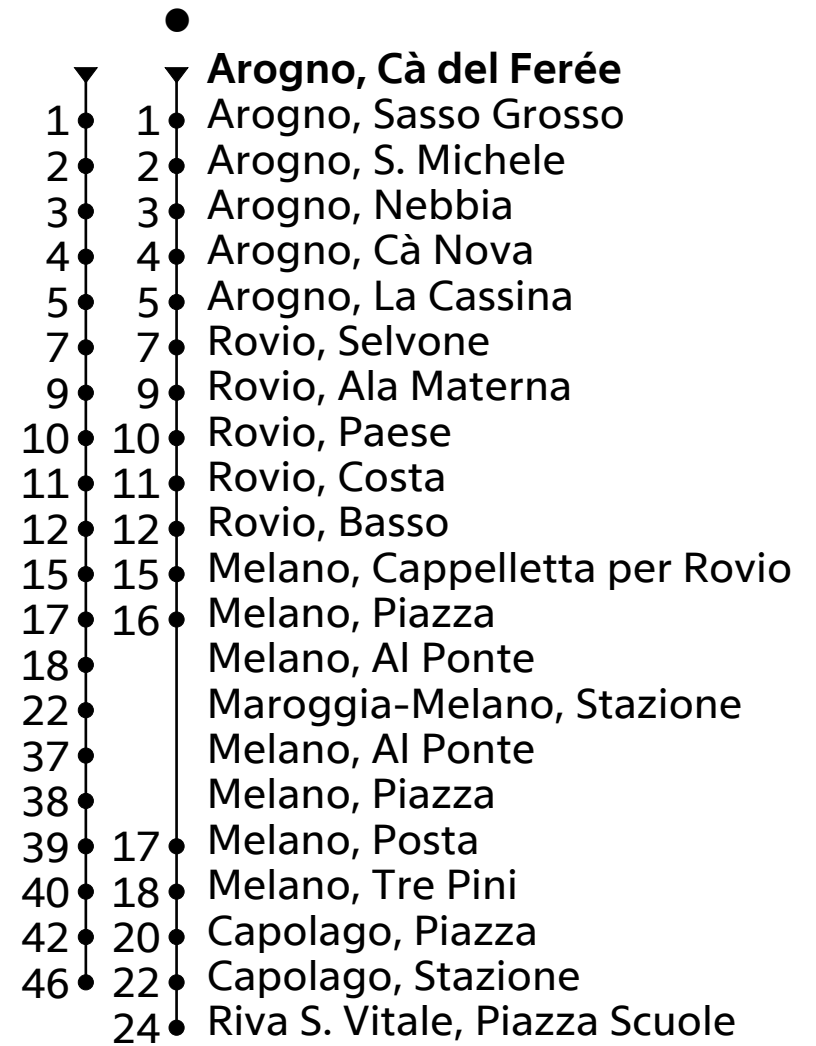 Arogno, Cà del Ferée
1 1 Arogno, Sasso Grosso
2 2 Arogno, S. Michele
3 3 Arogno, Nebbia
4 4 Arogno, Cà Nova
5 5 Arogno, La Cassina
7 7 Rovio, Selvone
9 9 Rovio, Ala Materna
10 10 Rovio, Paese
11 11 Rovio, Costa
12 12 Rovio, Basso
15 15 Melano, Cappelletta per Rovio
17 16 Melano, Piazza
18 Melano, Al Ponte
22 Maroggia-Melano, Stazione
37 Melano, Al Ponte
38 Melano, Piazza
39 17 Melano, Posta
40 18 Melano, Tre Pini
42 20 Capolago, Piazza
46 22 Capolago, Stazione
24 Riva S. Vitale, Piazza Scuole